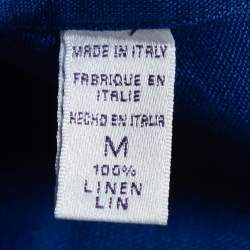 MADE IN ITALY
FABRIQUE EN
ITALIE
HECHO EN ITALIA
M
100%
LINEN
LIN